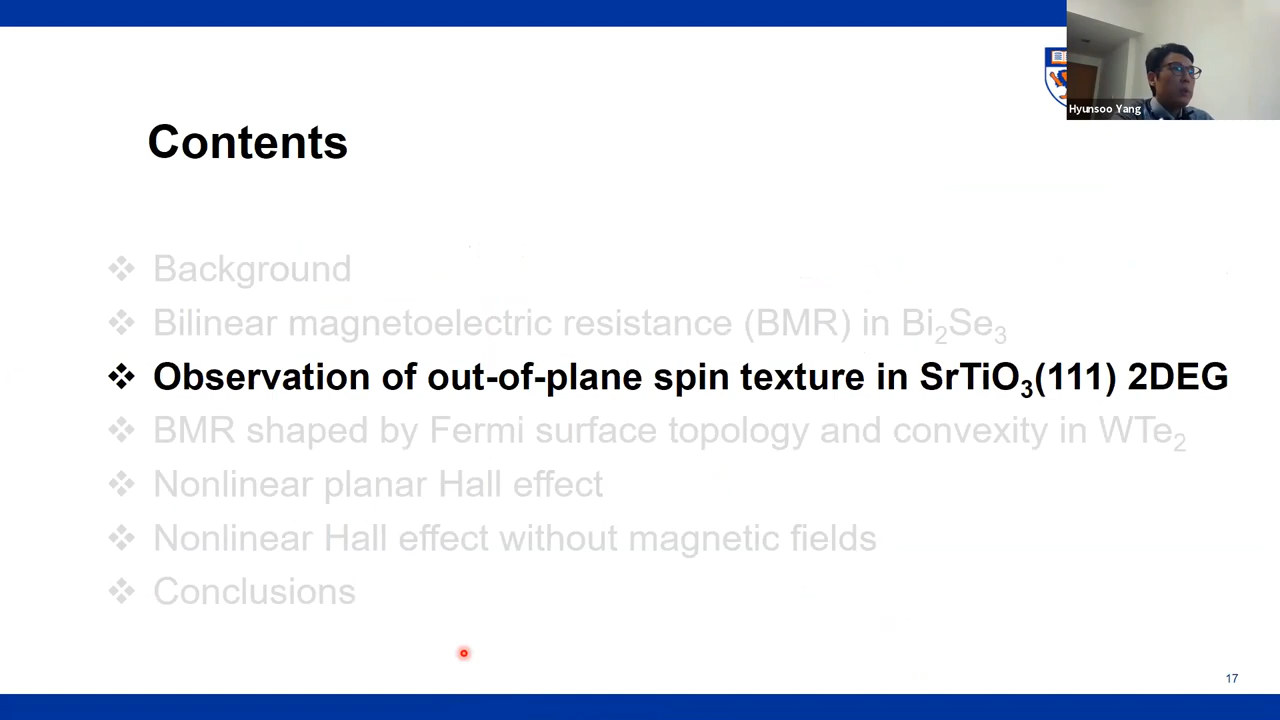 Hyunsoo Yang
Contents
❖ Background
❖ Bilinear magnetoelectric resistance (BMR) in Bi₂Se₃
❖ Observation of out-of-plane spin texture in SrTiO₃(111) 2DEG
❖ BMR shaped by Fermi surface topology and convexity in WTe₂
❖ Nonlinear planar Hall effect
❖ Nonlinear Hall effect without magnetic fields
❖ Conclusions
17